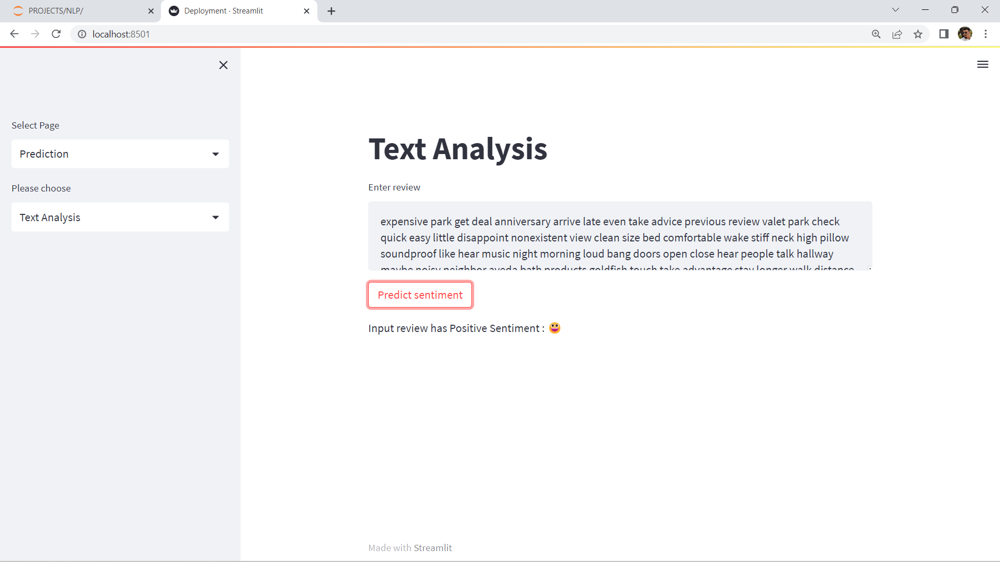 PROJECTS/NLP/
Deployment · Streamlit
localhost:8501
Select Page
Prediction
Please choose
Text Analysis
Text Analysis
Enter review
expensive park get deal anniversary arrive late even take advice previous review valet park check
quick easy little disappoint nonexistent view clean size bed comfortable wake stiff neck high pillow
soundproof like hear music night morning loud bang doors open close hear people talk hallway
maybe noisy neighbor aveda bath products goldfish touch take advantage stay longer walk distance
Predict sentiment
Input review has Positive Sentiment : 😀
Made with Streamlit